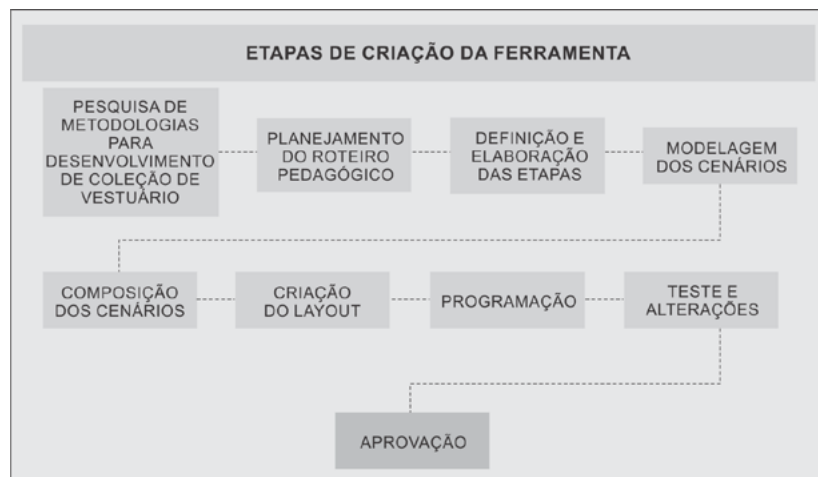 ETAPAS DE CRIAÇÃO DA FERRAMENTA
PESQUISA DE
METODOLOGIAS
PARA
DESENVOLVIMENTO
DE COLEÇÃO DE
VESTUÁRIO
PLANEJAMENTO
DO ROTEIRO
PEDAGÓGICO
DEFINIÇÃO E
ELABORAÇÃO
DAS ETAPAS
MODELAGEM
DOS CENÁRIOS
COMPOSIÇÃO
DOS CENÁRIOS
CRIAÇÃO
DO LAYOUT
PROGRAMAÇÃO
TESTE E
ALTERAÇÕES
APROVAÇÃO